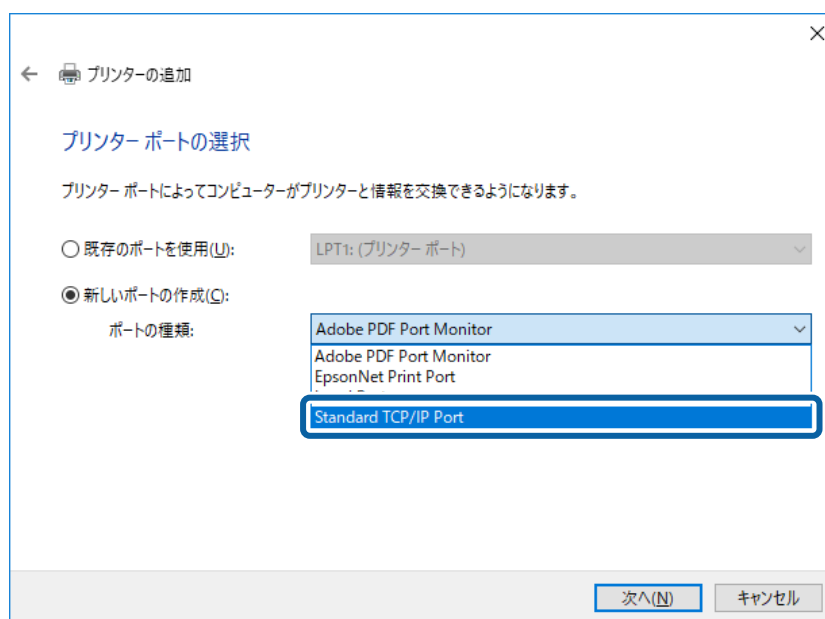 プリンターの追加
プリンター ポートの選択
プリンター ポートによってコンピューターがプリンターと情報を交換できるようになります。
既存のポートを使用(U): LPT1: (プリンター ポート)
新しいポートの作成(C):
ポートの種類: Adobe PDF Port Monitor
Adobe PDF Port Monitor
EpsonNet Print Port
Standard TCP/IP Port
次へ(N) キャンセル